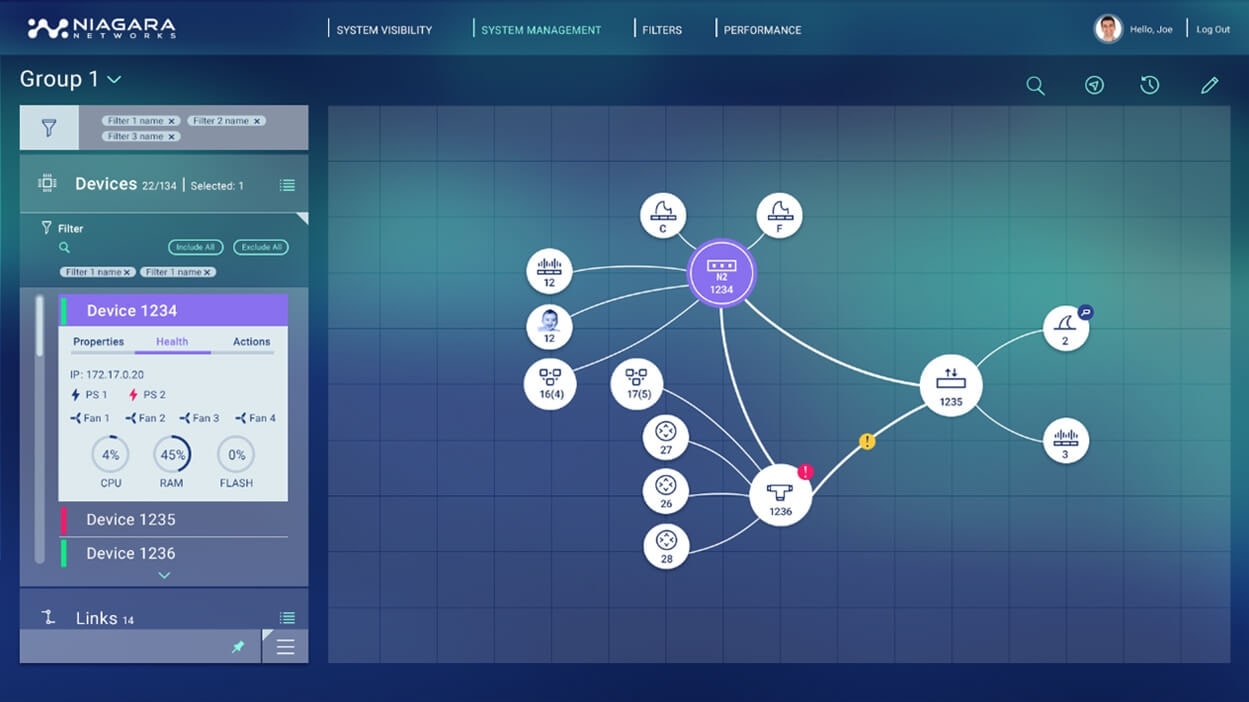 NIAGARA
NETWORKS
SYSTEM VISIBILITY
SYSTEM MANAGEMENT
FILTERS
PERFORMANCE
Hello, Joe
Log Out
Group 1
Filter 1 name ×
Filter 2 name ×
Filter 3 name ×
Devices 22/134 | Selected: 1
Filter
Include All
Exclude All
Filter 1 name ×
Filter 1 name ×
Device 1234
Properties
Health
Actions
IP: 172.17.0.20
PS 1
PS 2
Fan 1
Fan 2
Fan 3
Fan 4
4%
45%
0%
CPU
RAM
FLASH
Device 1235
Device 1236
Links 14
C
F
N2
1234
12
12
16(4)
17(5)
27
26
28
!
1236
!
1235
2
3